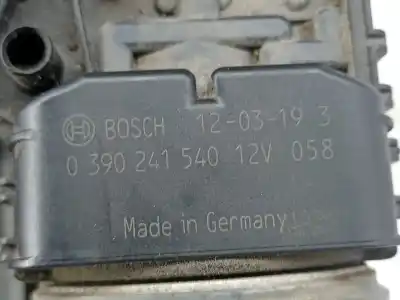 BOSCH 12-03-19 3
0 390 241 540 12V 058
Made in Germany